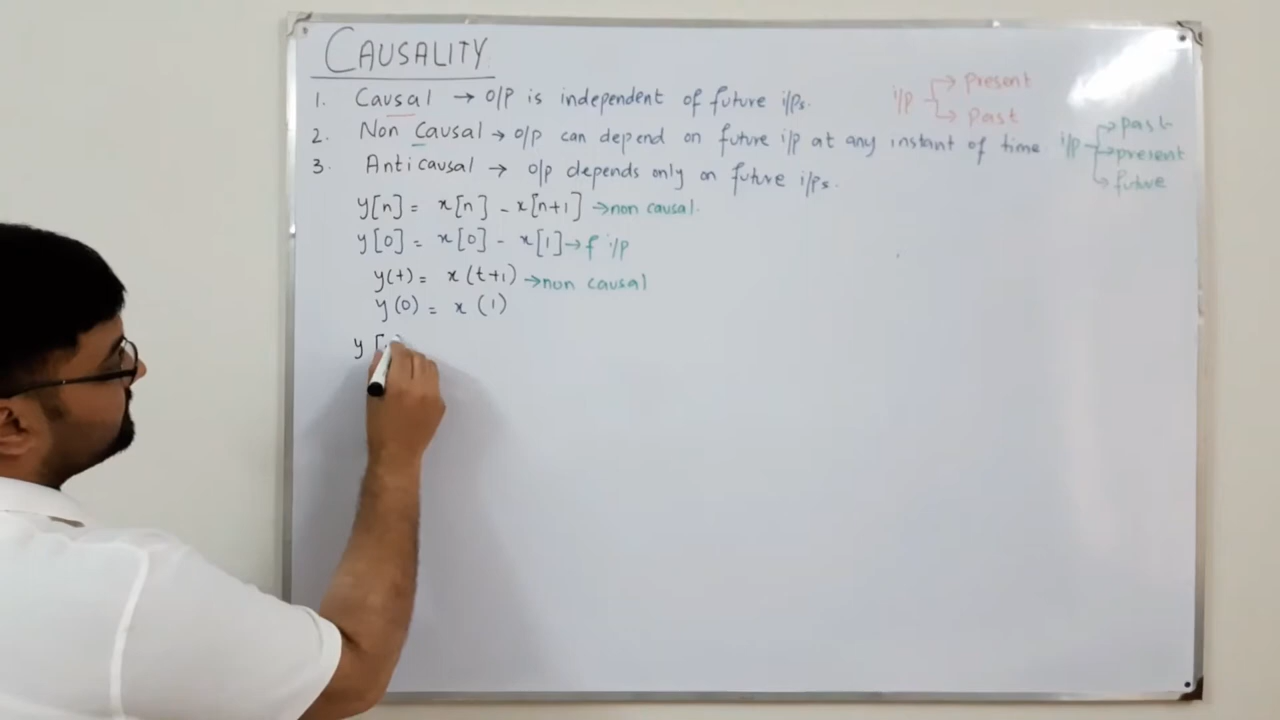 CAUSALITY
1. Causal → o/p is independent of future i/ps.
i/p → Present
→ Past
2. Non Causal → o/p can depend on future i/p at any instant of time
i/p → past
→ present
→ future
3. Anticausal → o/p depends only on future i/ps.
y[n] = x[n] - x[n+1] → non causal.
y[0] = x[0] - x[1] → f i/p
y(t) = x(t+1) → non causal
y(0) = x(1)
y [